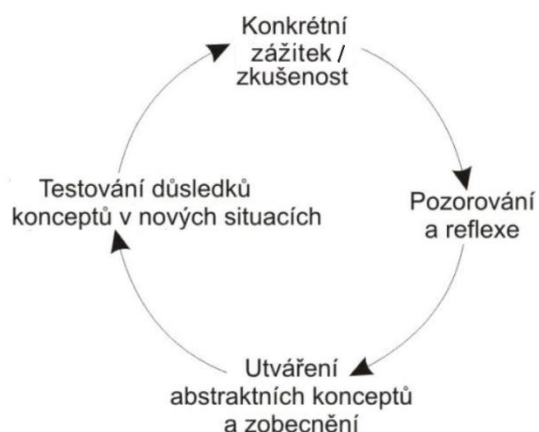 Konkrétní
zážitek /
zkušenost
Pozorování
a reflexe
Utváření
abstraktních konceptů
a zobecnění
Testování důsledků
konceptů v nových situacích